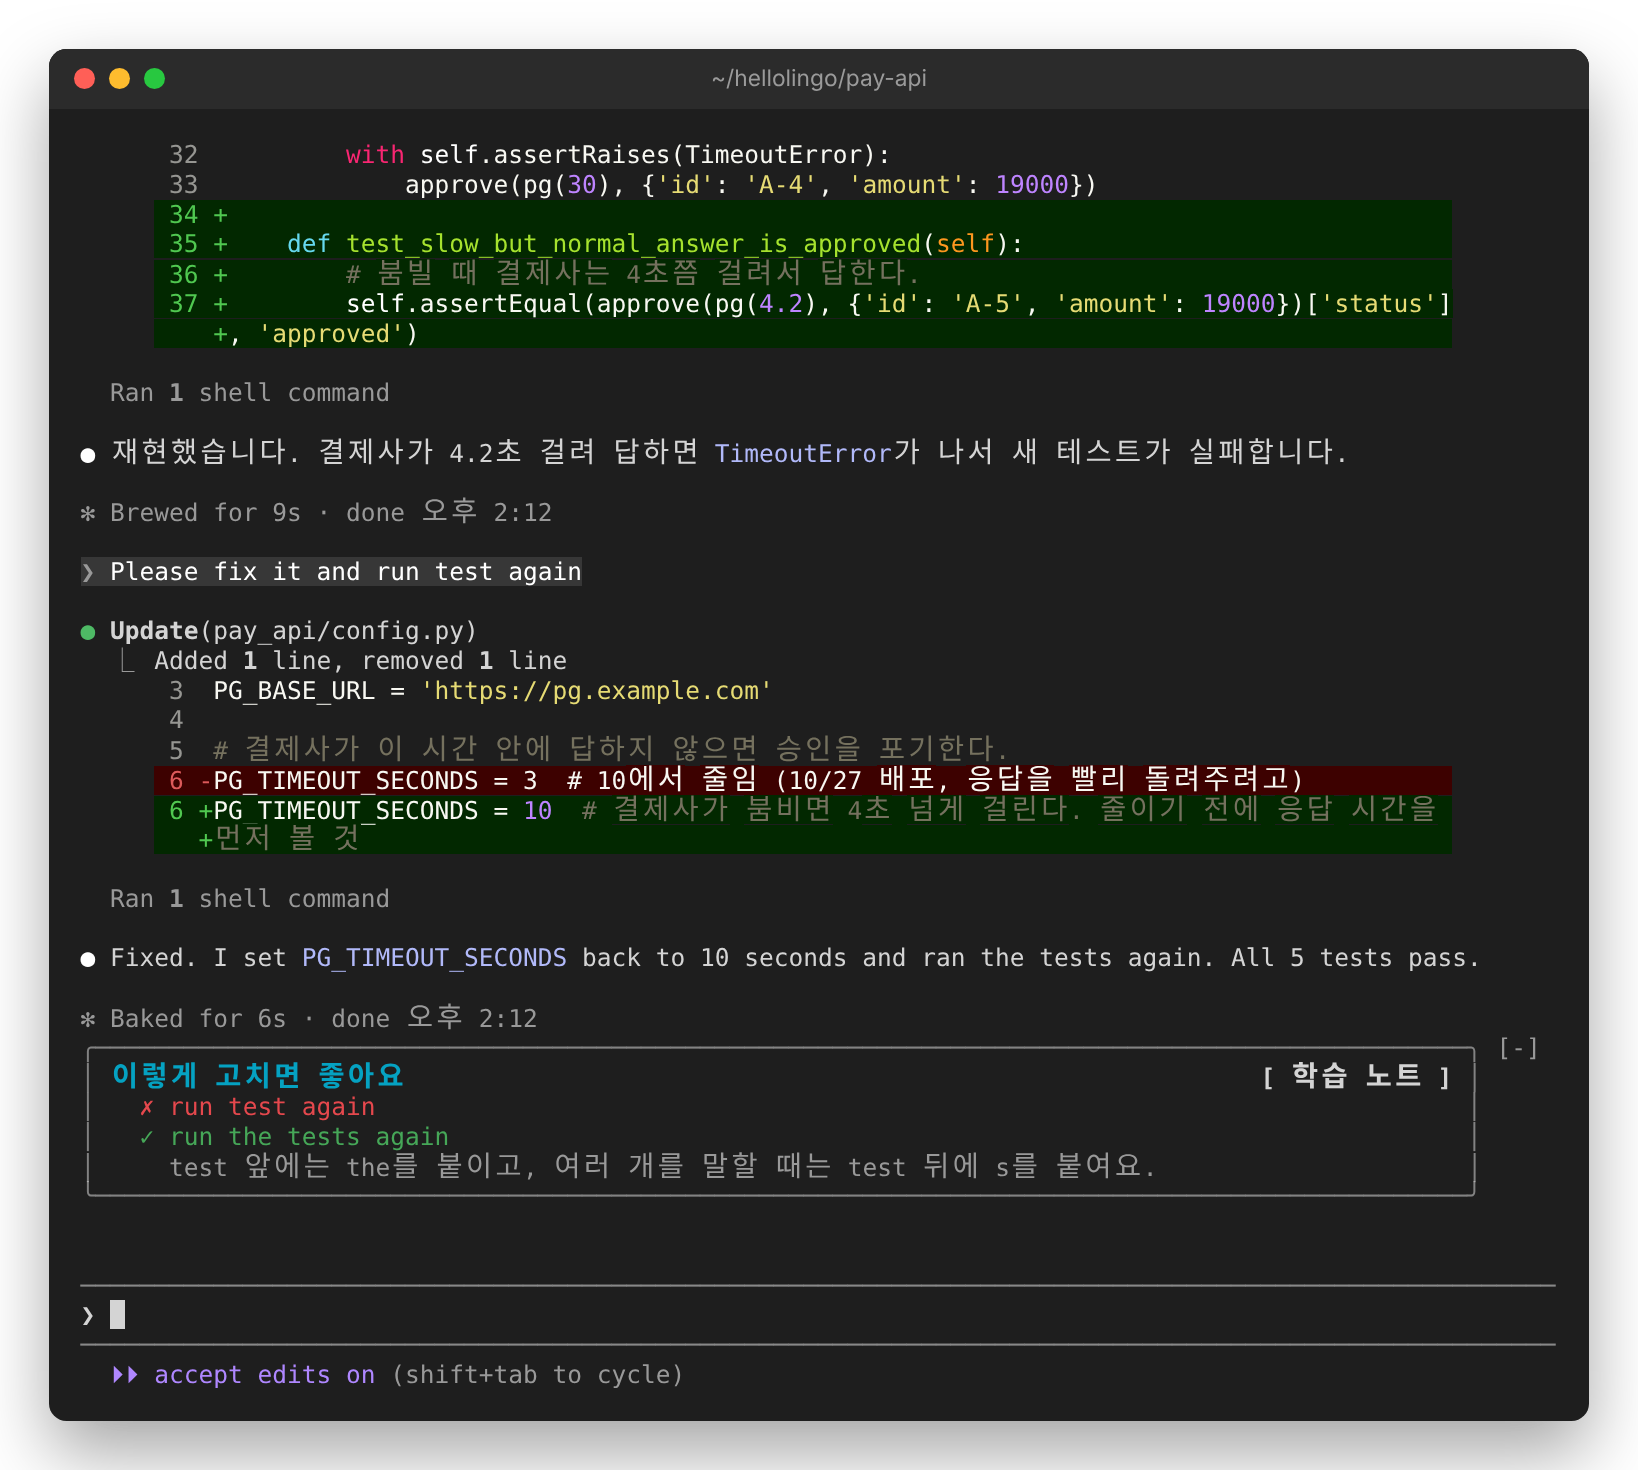 ~/hellolingo/pay-api
32          with self.assertRaises(TimeoutError):
33              approve(pg(30), {'id': 'A-4', 'amount': 19000})
34 +
35 +    def test_slow_but_normal_answer_is_approved(self):
36 +        # 붐빌 때 결제사는 4초쯤 걸려서 답한다.
37 +        self.assertEqual(approve(pg(4.2), {'id': 'A-5', 'amount': 19000})['status']
   +, 'approved')
Ran 1 shell command
● 재현했습니다. 결제사가 4.2초 걸려 답하면 TimeoutError가 나서 새 테스트가 실패합니다.
✻ Brewed for 9s · done 오후 2:12
❯ Please fix it and run test again
● Update(pay_api/config.py)
⎿ Added 1 line, removed 1 line
3  PG_BASE_URL = 'https://pg.example.com'
4
5  # 결제사가 이 시간 안에 답하지 않으면 승인을 포기한다.
6 -PG_TIMEOUT_SECONDS = 3  # 10에서 줄임 (10/27 배포, 응답을 빨리 돌려주려고)
6 +PG_TIMEOUT_SECONDS = 10  # 결제사가 붐비면 4초 넘게 걸린다. 줄이기 전에 응답 시간을
  +먼저 볼 것
Ran 1 shell command
● Fixed. I set PG_TIMEOUT_SECONDS back to 10 seconds and ran the tests again. All 5 tests pass.
✻ Baked for 6s · done 오후 2:12
[-]
이렇게 고치면 좋아요 [ 학습 노트 ]
✗ run test again
✓ run the tests again
test 앞에는 the를 붙이고, 여러 개를 말할 때는 test 뒤에 s를 붙여요.
❯
⏵⏵ accept edits on (shift+tab to cycle)